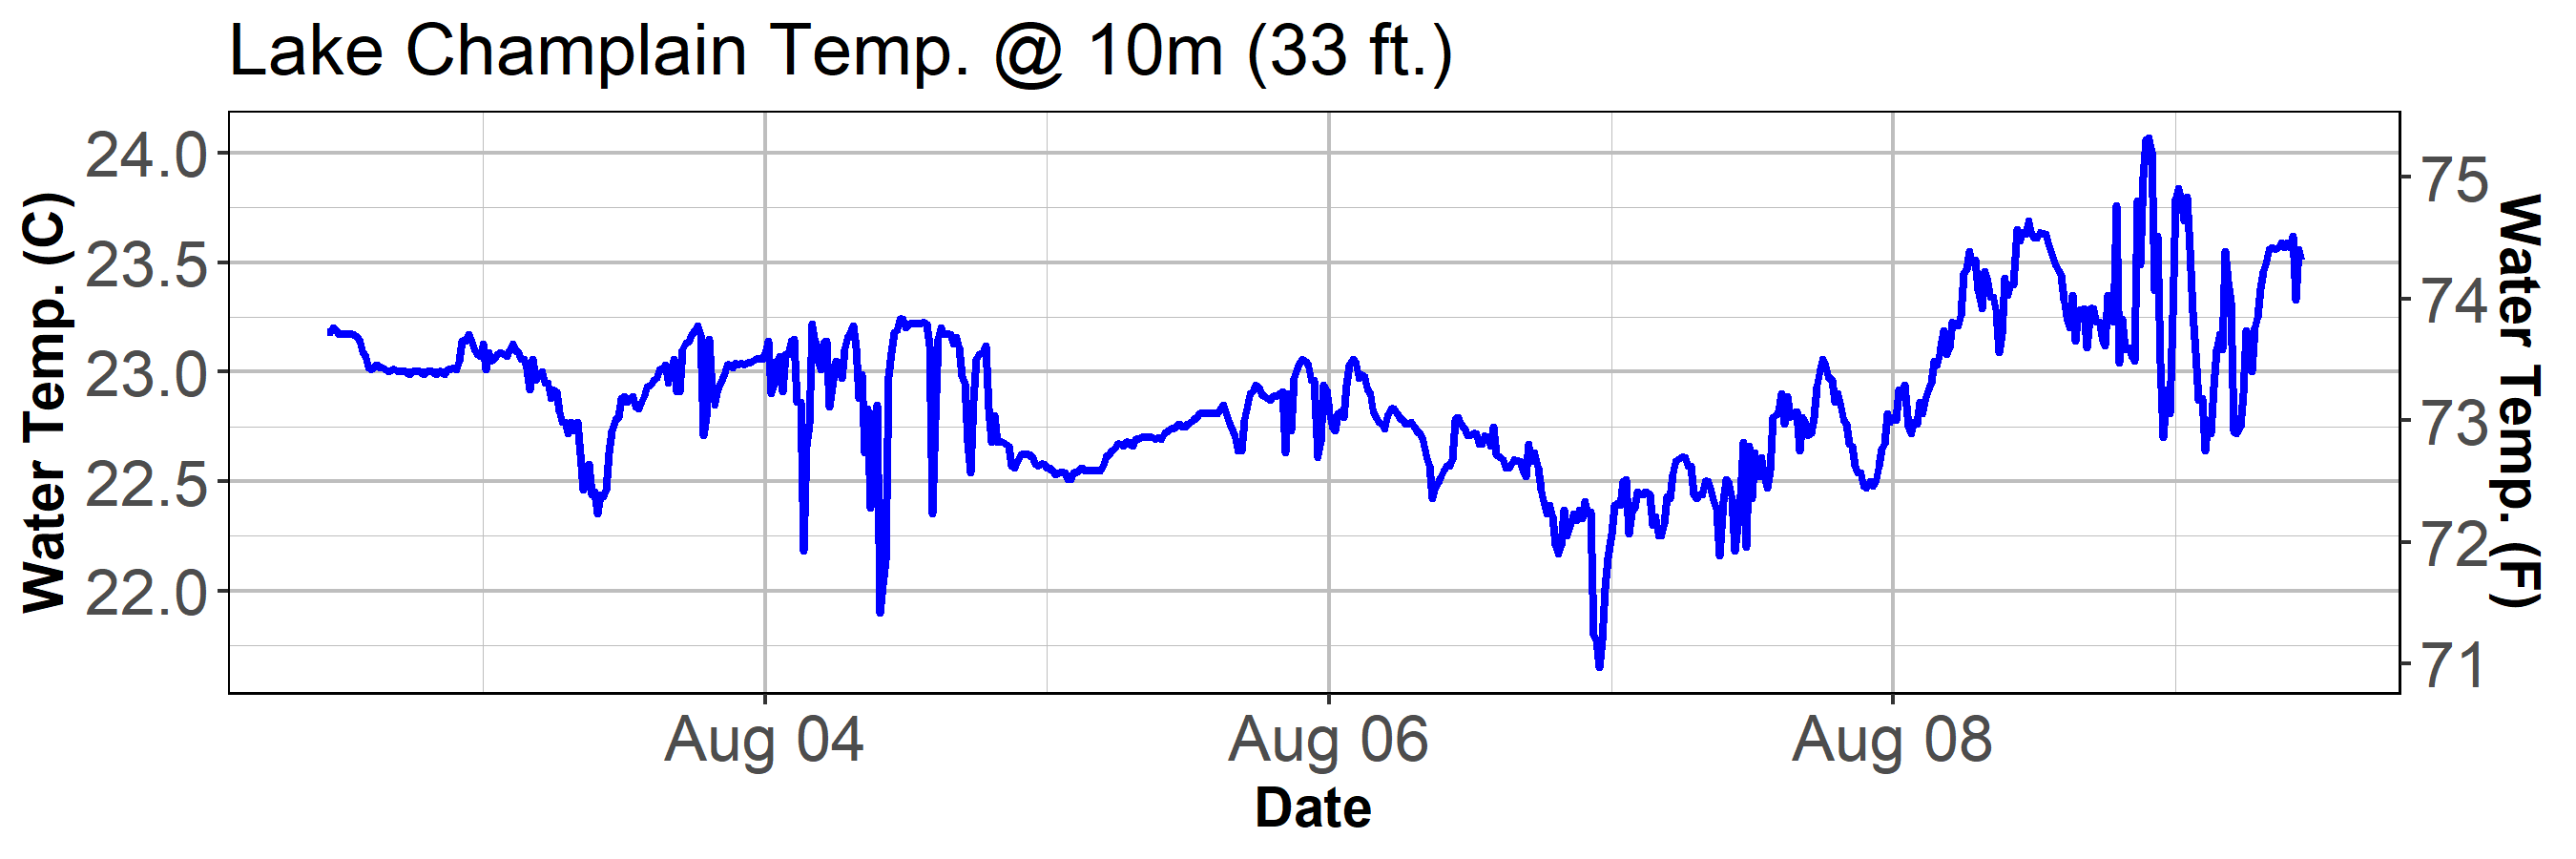 Lake Champlain Temp. @ 10m (33 ft.)
Water Temp. (C)
24.0
23.5
23.0
22.5
22.0
75
74
73
72
71
Water Temp. (F)
Aug 04 Aug 06 Aug 08
Date